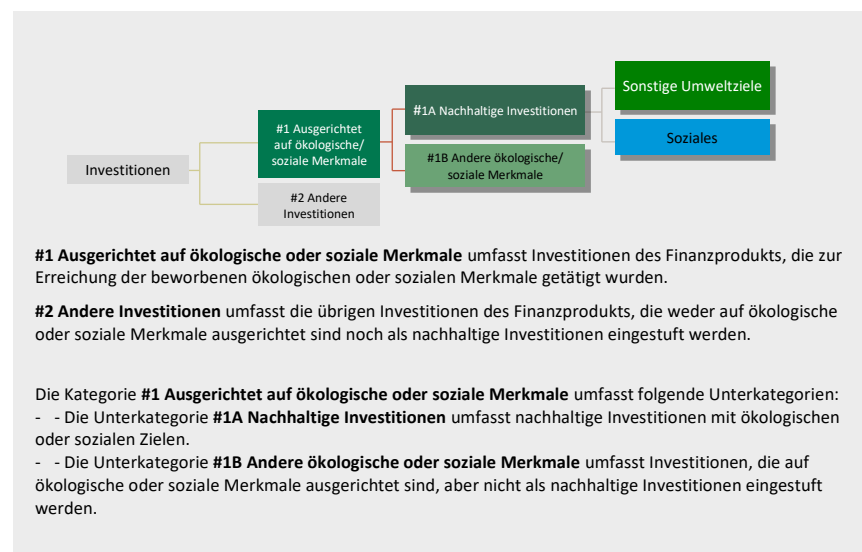 Sonstige Umweltziele
#1A Nachhaltige Investitionen
#1 Ausgerichtet
auf ökologische/
soziale Merkmale
Soziales
#1B Andere ökologische/
soziale Merkmale
Investitionen
#2 Andere
Investitionen
#1 Ausgerichtet auf ökologische oder soziale Merkmale umfasst Investitionen des Finanzprodukts, die zur
Erreichung der beworbenen ökologischen oder sozialen Merkmale getätigt wurden.
#2 Andere Investitionen umfasst die übrigen Investitionen des Finanzprodukts, die weder auf ökologische
oder soziale Merkmale ausgerichtet sind noch als nachhaltige Investitionen eingestuft werden.
Die Kategorie #1 Ausgerichtet auf ökologische oder soziale Merkmale umfasst folgende Unterkategorien:
- - Die Unterkategorie #1A Nachhaltige Investitionen umfasst nachhaltige Investitionen mit ökologischen
oder sozialen Zielen.
- - Die Unterkategorie #1B Andere ökologische oder soziale Merkmale umfasst Investitionen, die auf
ökologische oder soziale Merkmale ausgerichtet sind, aber nicht als nachhaltige Investitionen eingestuft
werden.